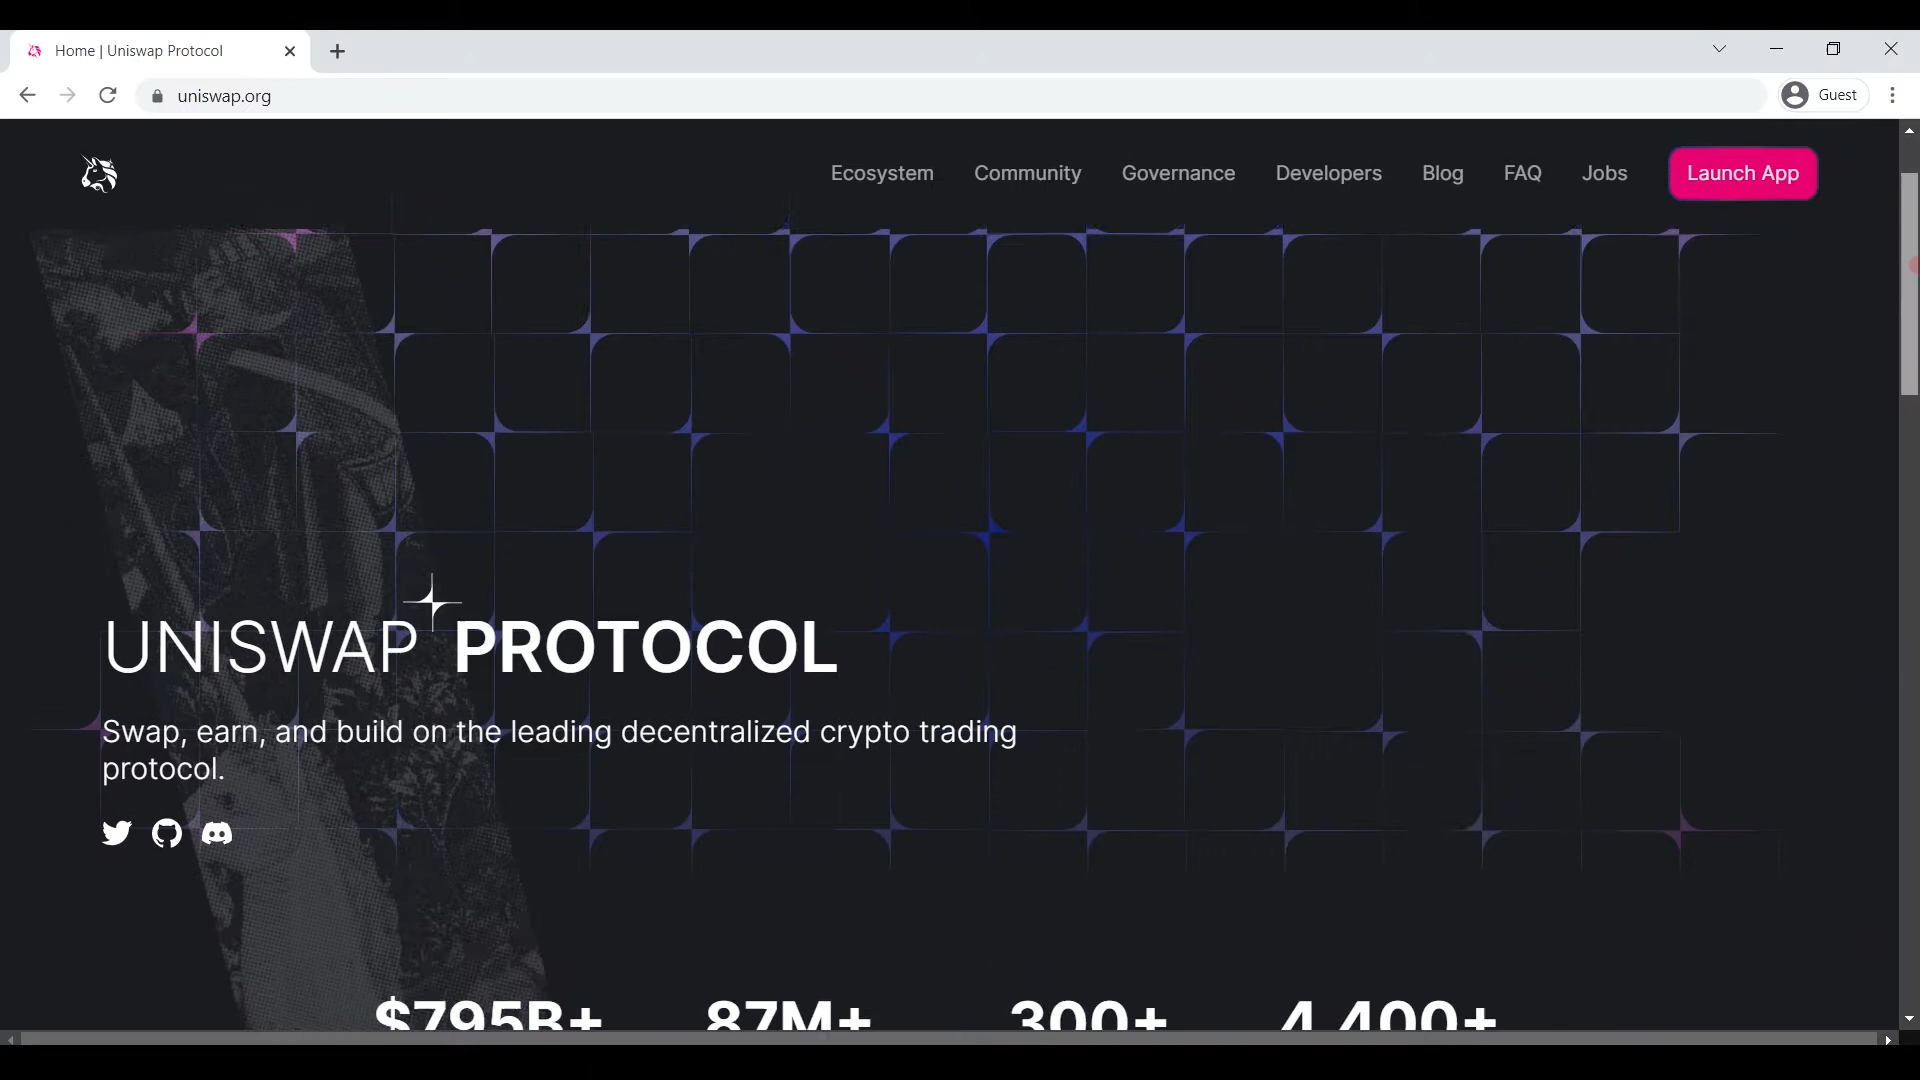 Home | Uniswap Protocol
uniswap.org
Guest
Ecosystem Community Governance Developers Blog FAQ Jobs Launch App
UNISWAP PROTOCOL
Swap, earn, and build on the leading decentralized crypto trading
protocol.
$795B+ 87M+ 300+ 4,400+